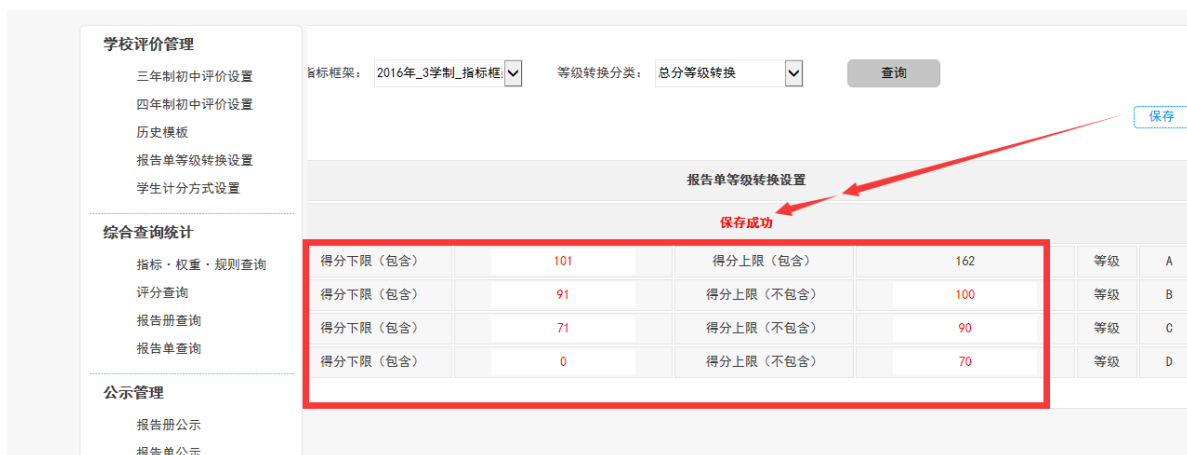 学校评价管理
三年制初中评价设置
四年制初中评价设置
历史模板
报告单等级转换设置
学生计分方式设置
综合查询统计
指标·权重·规则查询
评分查询
报告册查询
报告单查询
公示管理
报告册公示
报告单公示
指标框架： 2016年_3学制_指标框 等级转换分类： 总分等级转换 查询
保存
报告单等级转换设置
保存成功
得分下限（包含） 101 得分上限（包含） 162 等级 A
得分下限（包含） 91 得分上限（不包含） 100 等级 B
得分下限（包含） 71 得分上限（不包含） 90 等级 C
得分下限（包含） 0 得分上限（不包含） 70 等级 D